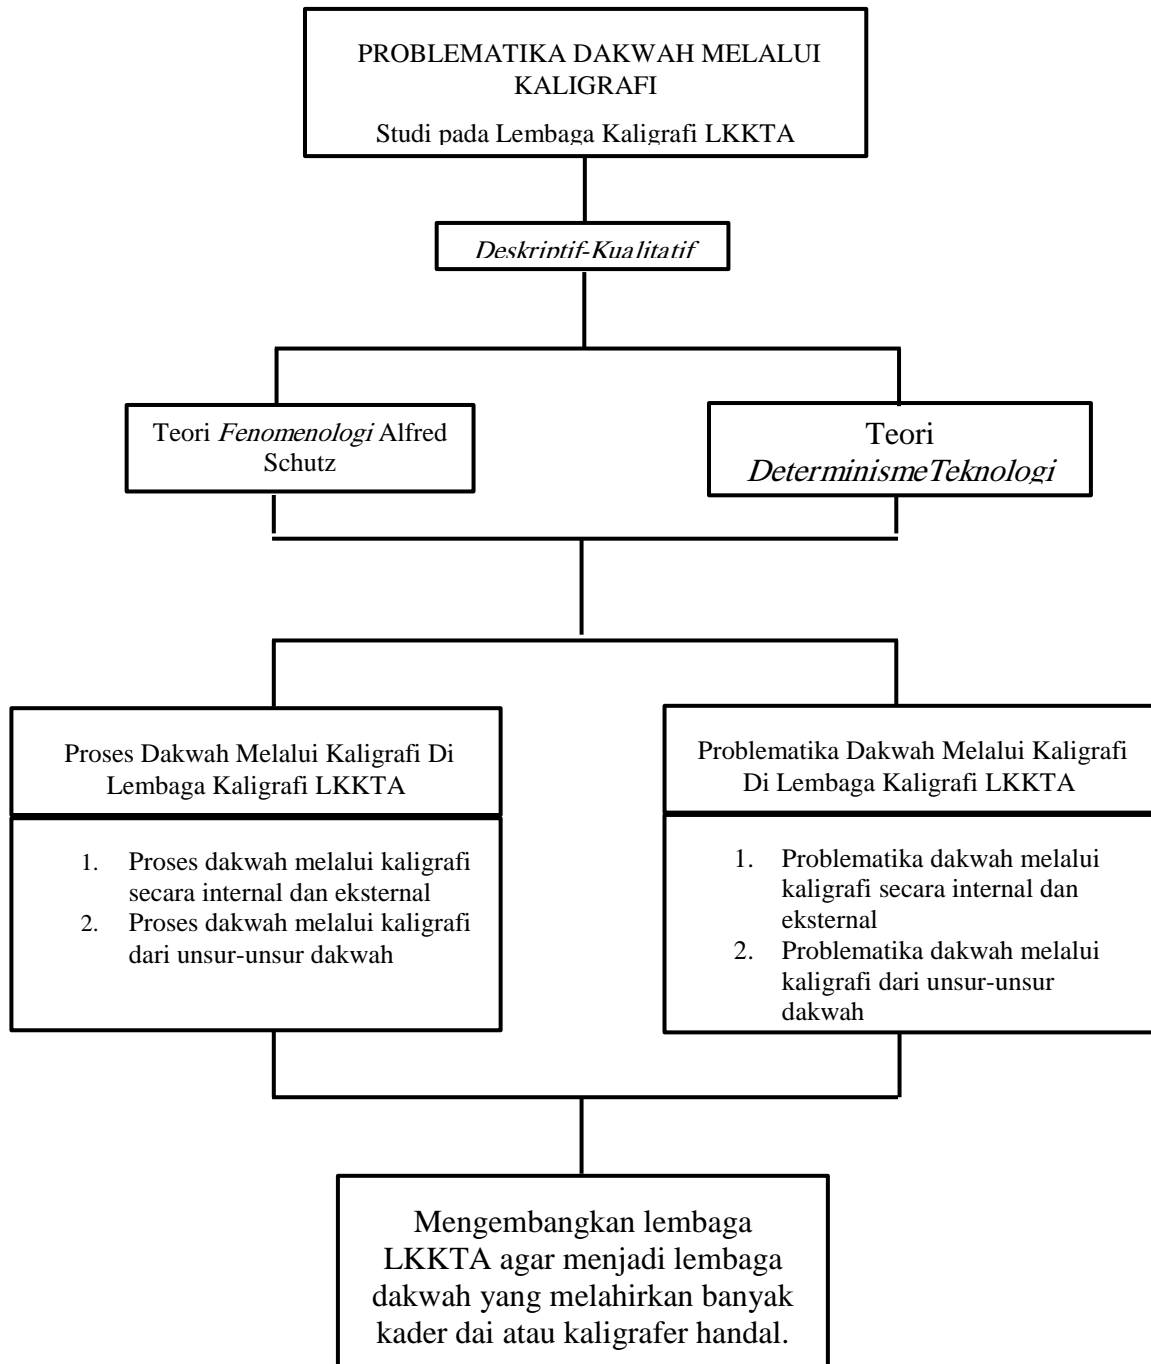 PROBLEMATIKA DAKWAH MELALUI
KALIGRAFI
Studi pada Lembaga Kaligrafi LKKTA
Deskriptif-Kualitatif
Teori Fenomenologi Alfred
Schutz
Teori
DeterminismeTeknologi
Proses Dakwah Melalui Kaligrafi Di
Lembaga Kaligrafi LKKTA
1. Proses dakwah melalui kaligrafi
secara internal dan eksternal
2. Proses dakwah melalui kaligrafi
dari unsur-unsur dakwah
Problematika Dakwah Melalui Kaligrafi
Di Lembaga Kaligrafi LKKTA
1. Problematika dakwah melalui
kaligrafi secara internal dan
eksternal
2. Problematika dakwah melalui
kaligrafi dari unsur-unsur
dakwah
Mengembangkan lembaga
LKKTA agar menjadi lembaga
dakwah yang melahirkan banyak
kader dai atau kaligrafer handal.